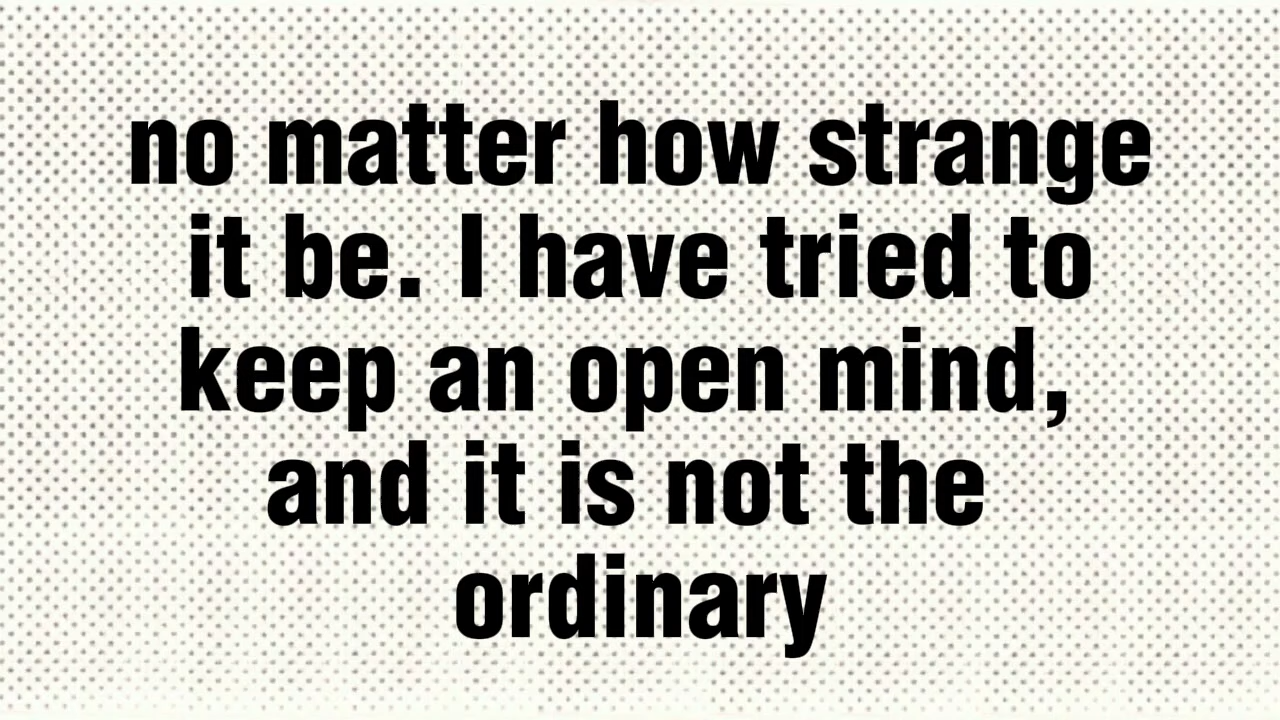 no matter how strange
it be. I have tried to
keep an open mind,
and it is not the
ordinary